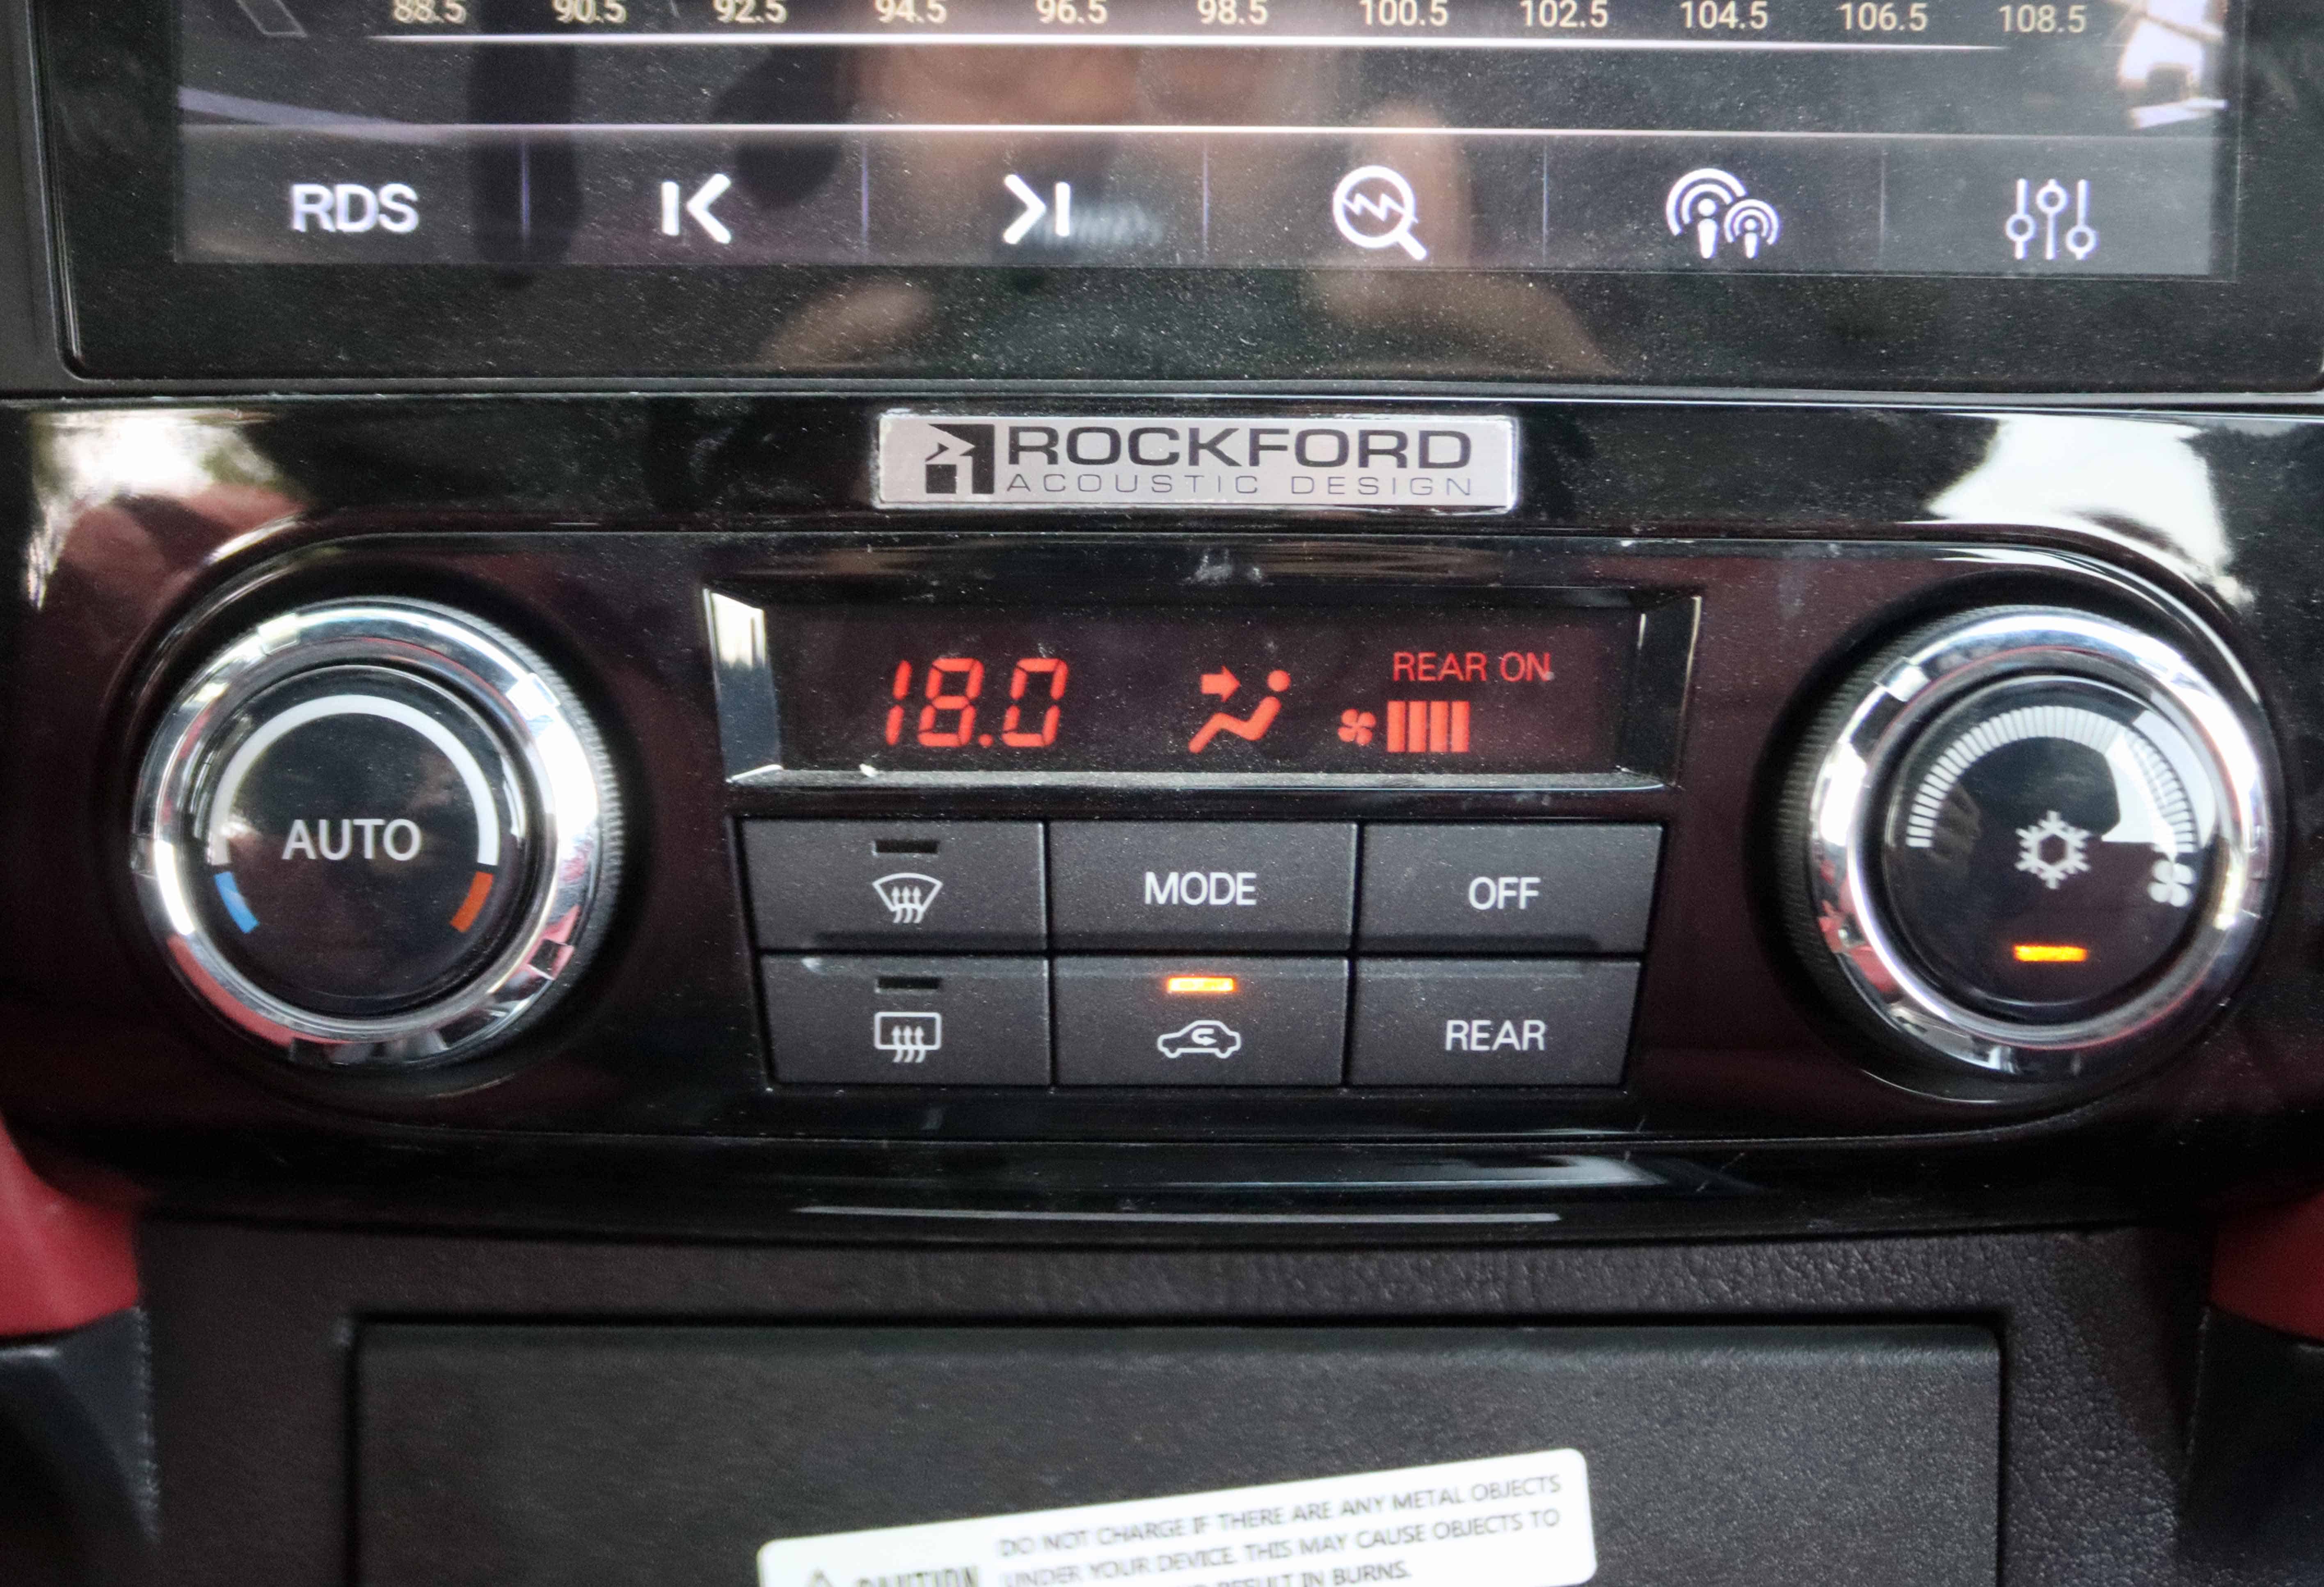 88.5 90.5 92.5 94.5 96.5 98.5 100.5 102.5 104.5 106.5 108.5
RDS
ROCKFORD
ACOUSTIC DESIGN
18.0
REAR ON
AUTO
MODE
OFF
REAR
DO NOT CHARGE IF THERE ARE ANY METAL OBJECTS
CAUTION UNDER YOUR DEVICE. THIS MAY CAUSE OBJECTS TO
RESULT IN BURNS.